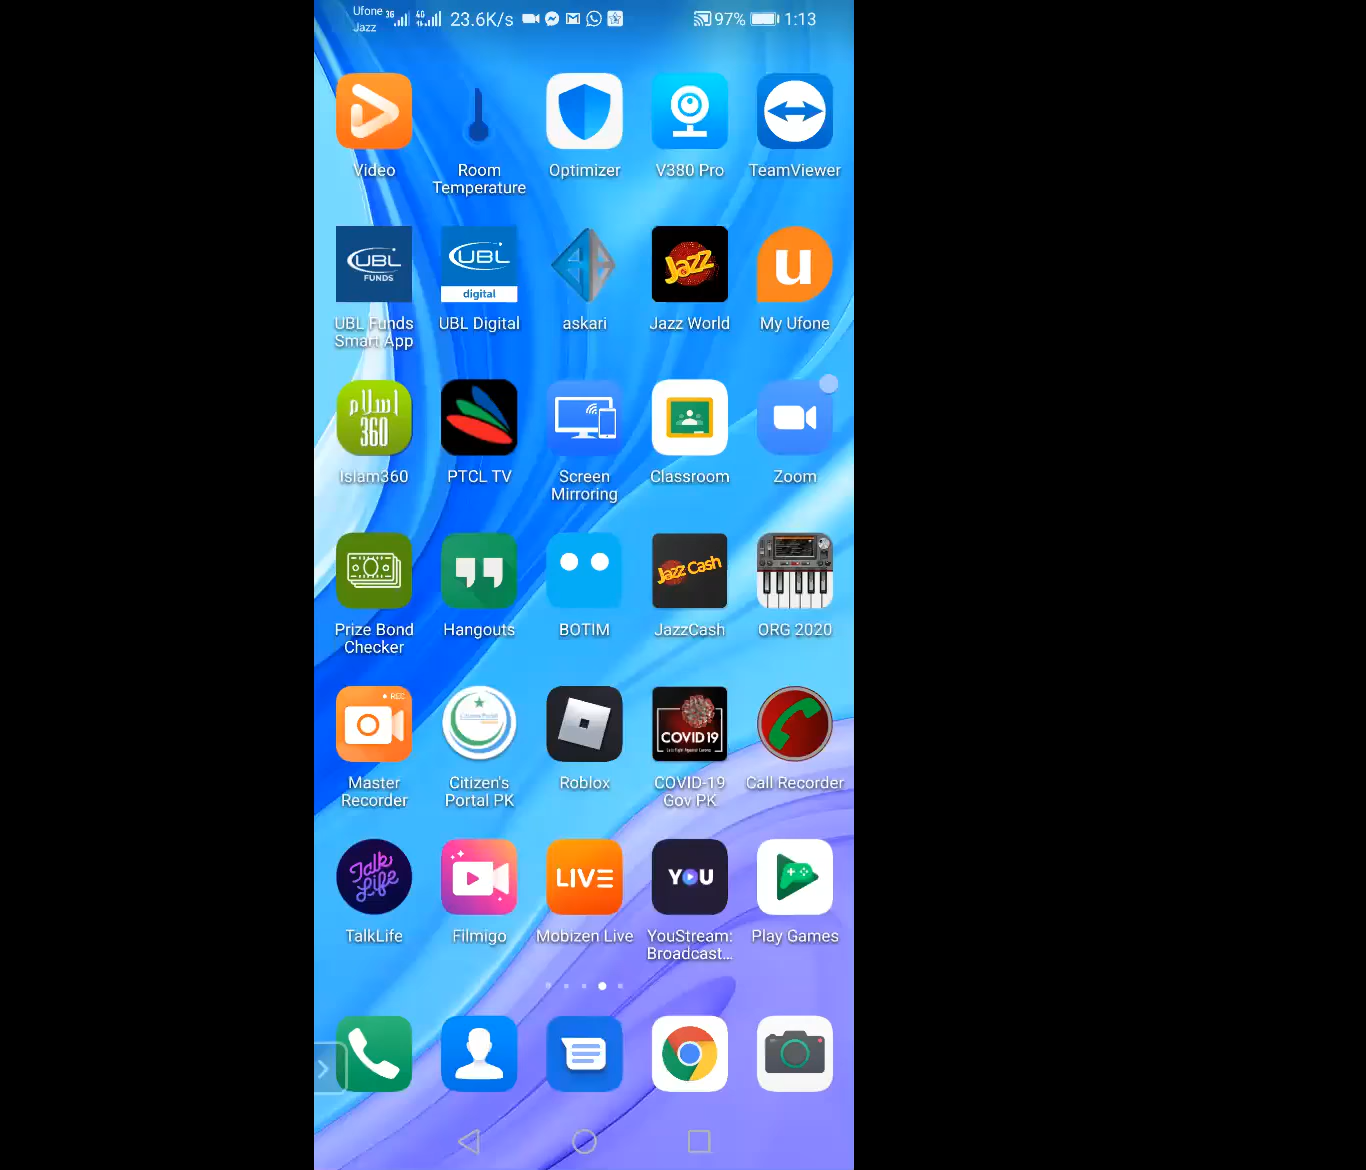 Ufone 3G 4G 23.6K/s 97% 1:13
Jazz
Video
Room
Temperature
Optimizer
V380 Pro
TeamViewer
UBL
FUNDS
UBL
digital
Jazz
u
UBL Funds
Smart App
UBL Digital
askari
Jazz World
My Ufone
اسلام
360
Islam360
PTCL TV
Screen
Mirroring
Classroom
Zoom
Jazz Cash
Prize Bond
Checker
Hangouts
BOTIM
JazzCash
ORG 2020
REC
COVID19
Master
Recorder
Citizen's
Portal PK
Roblox
COVID-19
Gov PK
Call Recorder
Talk
Life
LIVE
YOU
TalkLife
Filmigo
Mobizen Live
YouStream:
Broadcast...
Play Games